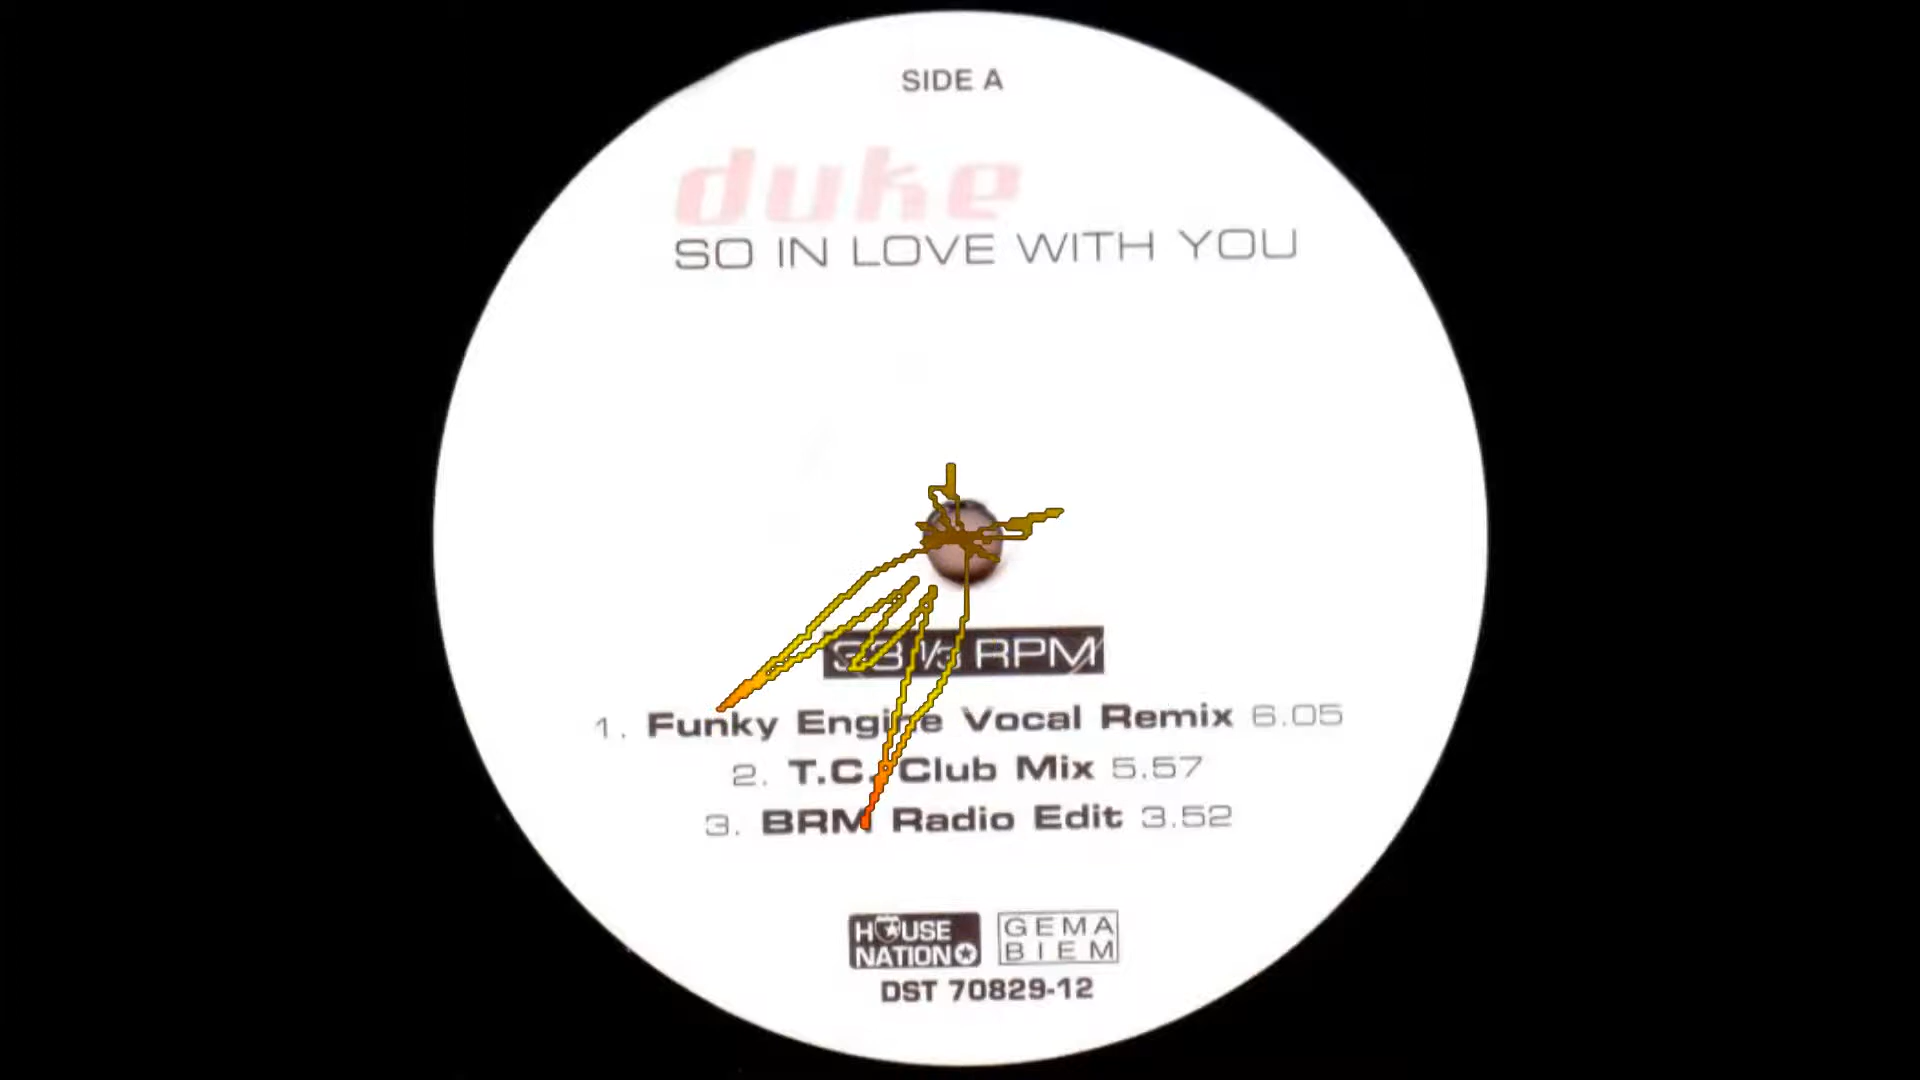 SIDE A
duke
SO IN LOVE WITH YOU
33 1/3 RPM
1. Funky Engine Vocal Remix 6.05
2. T.C. Club Mix 5.57
3. BRM Radio Edit 3.52
HOUSE NATION
GEMA
BIEM
DST 70829-12